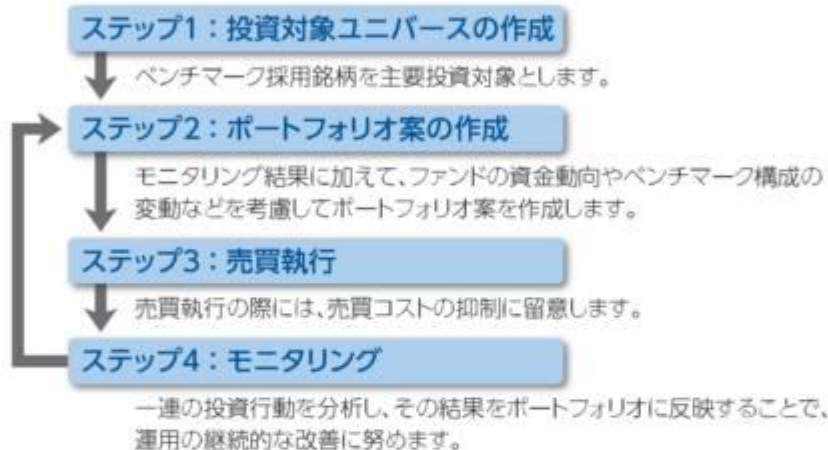 ステップ1：投資対象ユニバースの作成
ベンチマーク採用銘柄を主要投資対象とします。
ステップ2：ポートフォリオ案の作成
モニタリング結果に加えて、ファンドの資金動向やベンチマーク構成の
変動などを考慮してポートフォリオ案を作成します。
ステップ3：売買執行
売買執行の際には、売買コストの抑制に留意します。
ステップ4：モニタリング
一連の投資行動を分析し、その結果をポートフォリオに反映することで、
運用の継続的な改善に努めます。